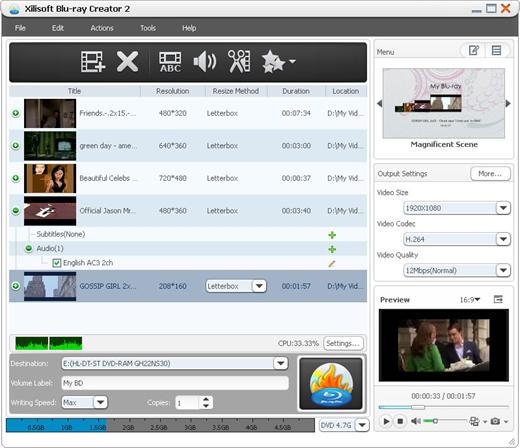 Xilisoft Blu-ray Creator 2
File Edit Actions Tools Help
ABC
Title Resolution Resize Method Duration Location
Friends.-.2x15.- 480*320 Letterbox 00:07:34 D:\My Vid...
green day - ame... 640*360 Letterbox 00:03:00 D:\My Vid...
Beautiful Celebs ... 720*480 Letterbox 00:00:37 D:\My Vid...
Official Jason Mr... 480*360 Letterbox 00:03:40 D:\My Vid...
Subtitles(None)
Audio(1)
English AC3 2ch
GOSSIP GIRL 2x... 208*160 Letterbox 00:01:57 D:\My Vid...
CPU:33.33% Settings...
Destination: E:(HL-DT-ST DVD-RAM GH22NS30)
Volume Label: My BD
Writing Speed: Max Copies: 1
Blu-ray
0.5GB 1GB 1.5GB 2GB 2.5GB 3GB 3.5GB 4GB 4.5GB DVD 4.7G
Menu
My Blu-ray
Magnificent Scene
Output Settings More...
Video Size
1920X1080
Video Codec
H.264
Video Quality
12Mbps(Normal)
Preview 16:9
00:00:33 / 00:01:57